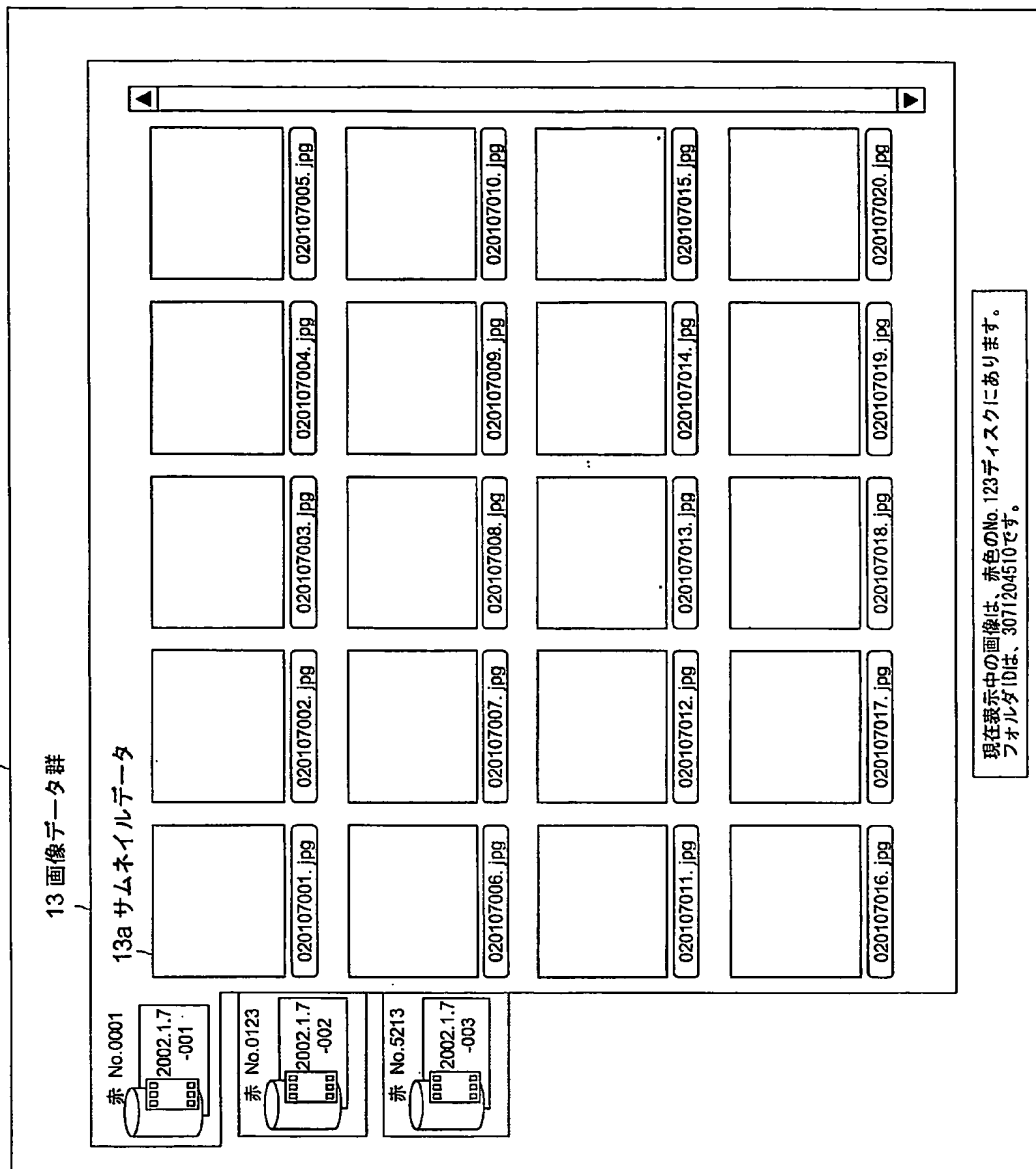 13 画像データ群
13a サムネイルデータ
赤 No.0001
2002.1.7
-001
赤 No.0123
2002.1.7
-002
赤 No.5213
2002.1.7
-003
020107001. jpg
020107002. jpg
020107003. jpg
020107004. jpg
020107005. jpg
020107006. jpg
020107007. jpg
020107008. jpg
020107009. jpg
020107010. jpg
020107011. jpg
020107012. jpg
020107013. jpg
020107014. jpg
020107015. jpg
020107016. jpg
020107017. jpg
020107018. jpg
020107019. jpg
020107020. jpg
現在表示中の画像は、赤色のNo. 123ディスクにあります。
フォルダIDは、3071204510です。